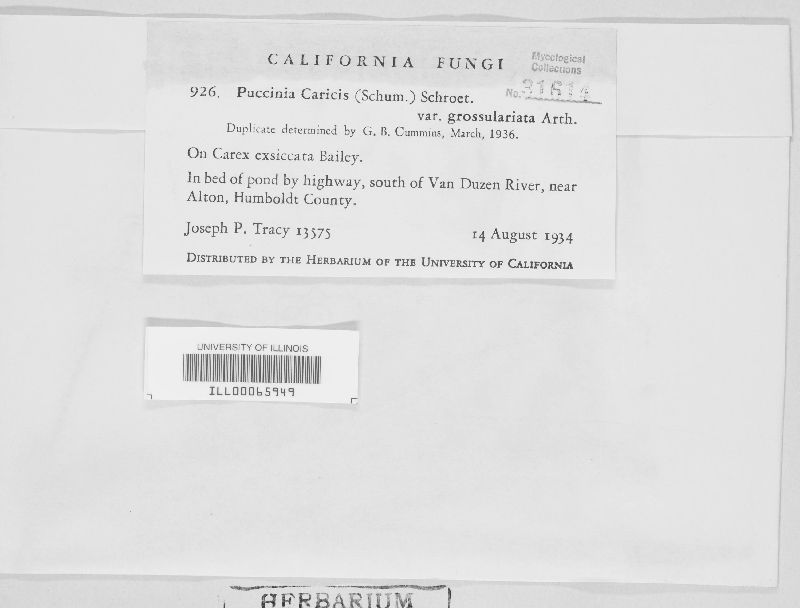 CALIFORNIA FUNGI
Mycological
Collections
No. 31614
926. Puccinia Caricis (Schum.) Schroet.
var. grossulariata Arth.
Duplicate determined by G. B. Cummins, March, 1936.
On Carex exsiccata Bailey.
In bed of pond by highway, south of Van Duzen River, near
Alton, Humboldt County.
Joseph P. Tracy 13375 14 August 1934
DISTRIBUTED BY THE HERBARIUM OF THE UNIVERSITY OF CALIFORNIA
UNIVERSITY OF ILLINOIS
ILL00065949
HERBARIUM